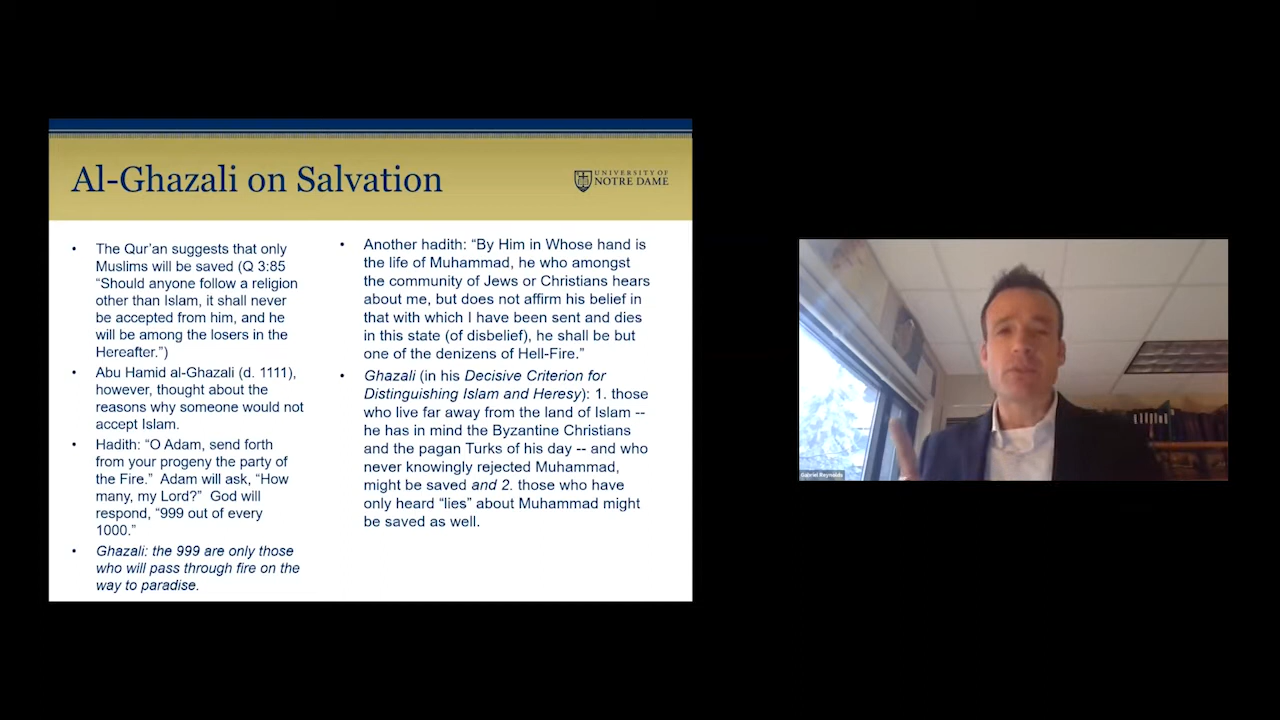 Al-Ghazali on Salvation
UNIVERSITY OF
NOTRE DAME
• The Qur’an suggests that only
Muslims will be saved (Q 3:85
“Should anyone follow a religion
other than Islam, it shall never
be accepted from him, and he
will be among the losers in the
Hereafter.”)
• Abu Hamid al-Ghazali (d. 1111),
however, thought about the
reasons why someone would not
accept Islam.
• Hadith: “O Adam, send forth
from your progeny the party of
the Fire.”  Adam will ask, “How
many, my Lord?”  God will
respond, “999 out of every
1000.”
• Ghazali: the 999 are only those
who will pass through fire on the
way to paradise.
• Another hadith: “By Him in Whose hand is
the life of Muhammad, he who amongst
the community of Jews or Christians hears
about me, but does not affirm his belief in
that with which I have been sent and dies
in this state (of disbelief), he shall be but
one of the denizens of Hell-Fire.”
• Ghazali (in his Decisive Criterion for
Distinguishing Islam and Heresy): 1. those
who live far away from the land of Islam --
he has in mind the Byzantine Christians
and the pagan Turks of his day -- and who
never knowingly rejected Muhammad,
might be saved and 2. those who have
only heard “lies” about Muhammad might
be saved as well.
Gabriel Reynolds